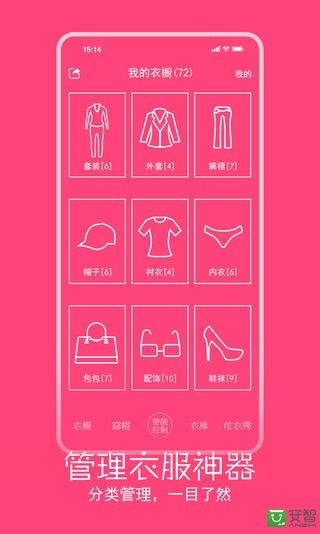 15:14
我的衣橱(72)
我的
套装[6]
外套[4]
裤裙[7]
帽子[6]
衬衣[4]
内衣[6]
包包[7]
配饰[10]
鞋袜[9]
衣橱
穿搭
智能
控制
衣库
炫衣秀
管理衣服神器
分类管理，一目了然
安智
ANZHI